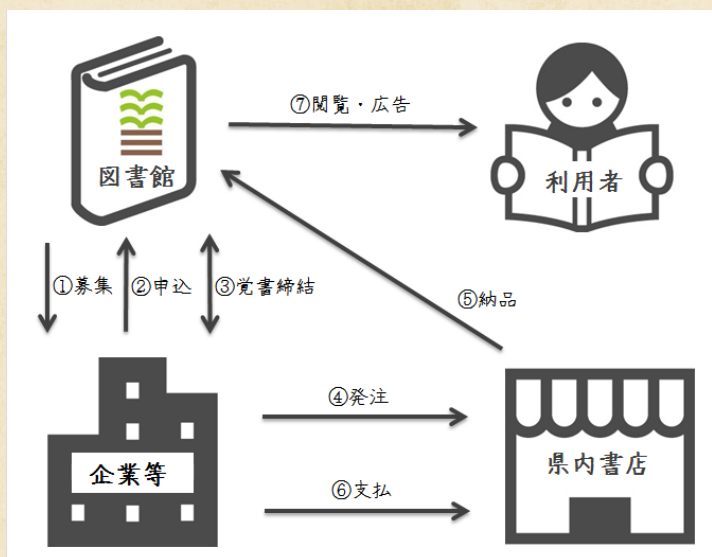 ⑦閲覧・広告
図書館
利用者
①募集
②申込
③覚書締結
⑤納品
④発注
企業等
県内書店
⑥支払